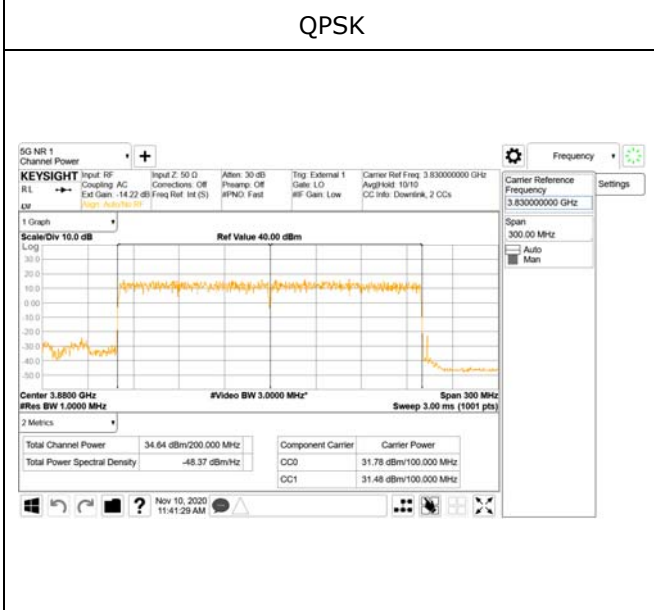 QPSK
5G NR 1
Channel Power
Frequency
KEYSIGHT
RL
Input: RF
Coupling: AC
Ext Gain: -14.22 dB
Align: Auto/No RF
Input Z: 50 Ω
Corrections: Off
Freq Ref: Int (S)
Atten: 30 dB
Preamp: Off
#PNO: Fast
Trig: External 1
Gate: LO
#IF Gain: Low
Carrier Ref Freq: 3.830000000 GHz
Avg|Hold: 10/10
CC Info: Downlink, 2 CCs
Carrier Reference
Frequency
3.830000000 GHz
Settings
Span
300.00 MHz
Auto
Man
1 Graph
Scale/Div 10.0 dB
Ref Value 40.00 dBm
Log
30.0
20.0
10.0
0.00
-10.0
-20.0
-30.0
-40.0
-50.0
Center 3.8800 GHz
#Video BW 3.0000 MHz*
Span 300 MHz
#Res BW 1.0000 MHz
Sweep 3.00 ms (1001 pts)
2 Metrics
Total Channel Power 34.64 dBm/200.000 MHz
Total Power Spectral Density -48.37 dBm/Hz
Component Carrier Carrier Power
CC0 31.78 dBm/100.000 MHz
CC1 31.48 dBm/100.000 MHz
Nov 10, 2020
11:41:29 AM